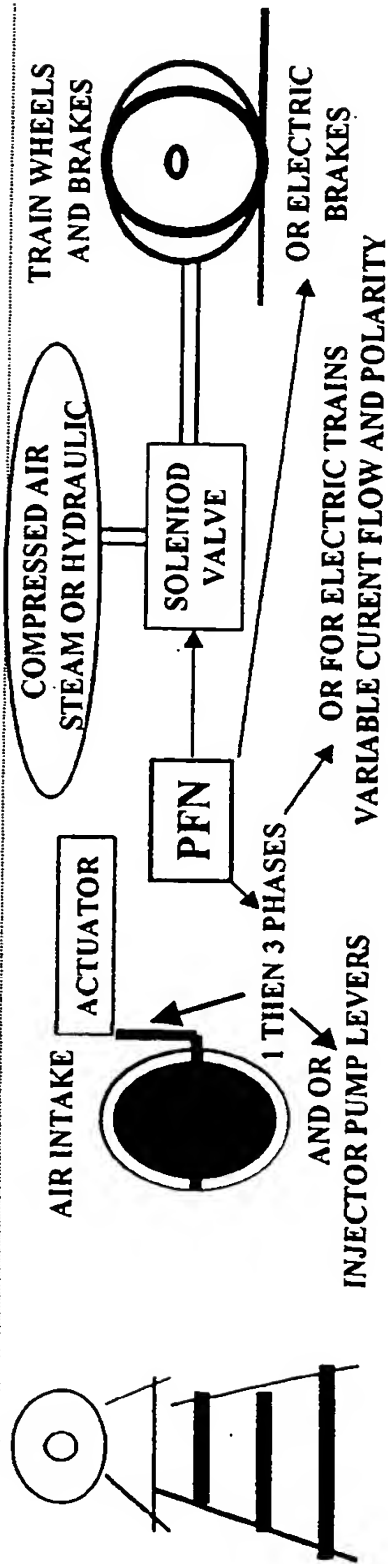 AIR INTAKE
ACTUATOR
COMPRESSED AIR
STEAM OR HYDRAULIC
TRAIN WHEELS
AND BRAKES
PFN
SOLENIOD
VALVE
1 THEN 3 PHASES
AND OR
INJECTOR PUMP LEVERS
OR FOR ELECTRIC TRAINS
VARIABLE CURENT FLOW AND POLARITY
OR ELECTRIC
BRAKES